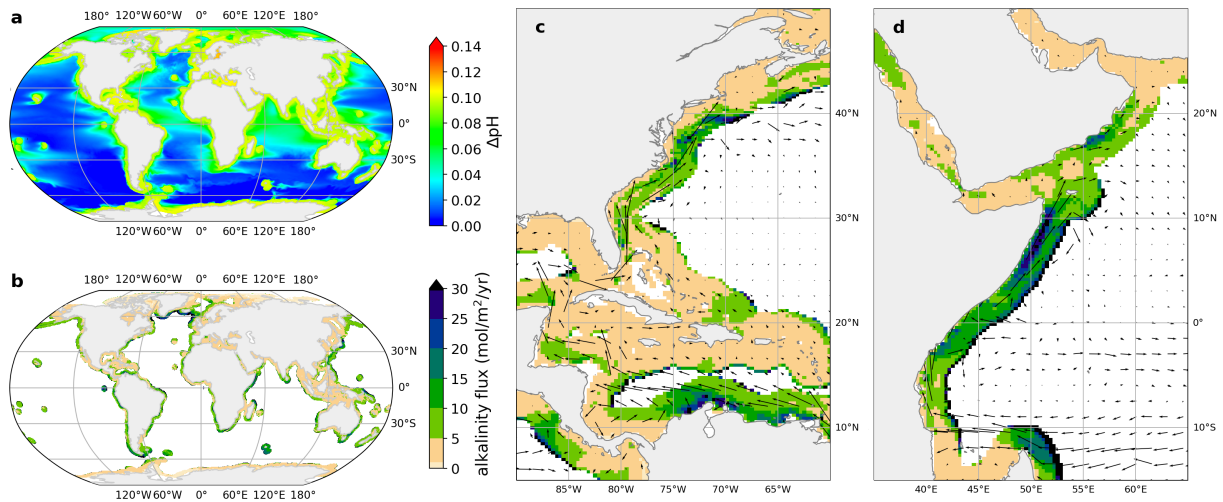 a
180° 120°W 60°W 0° 60°E 120°E 180°
30°N
0°
30°S
120°W 60°W 0° 60°E 120°E 180°
0.14
0.12
0.10
0.08
0.06
0.04
0.02
0.00
ΔpH
b
180° 120°W 60°W 0° 60°E 120°E 180°
30°N
0°
30°S
120°W 60°W 0° 60°E 120°E 180°
30
25
20
15
10
5
0
alkalinity flux (mol/m²/yr)
c
40°N
30°N
20°N
10°N
85°W 80°W 75°W 70°W 65°W
d
20°N
10°N
0°
10°S
40°E 45°E 50°E 55°E 60°E